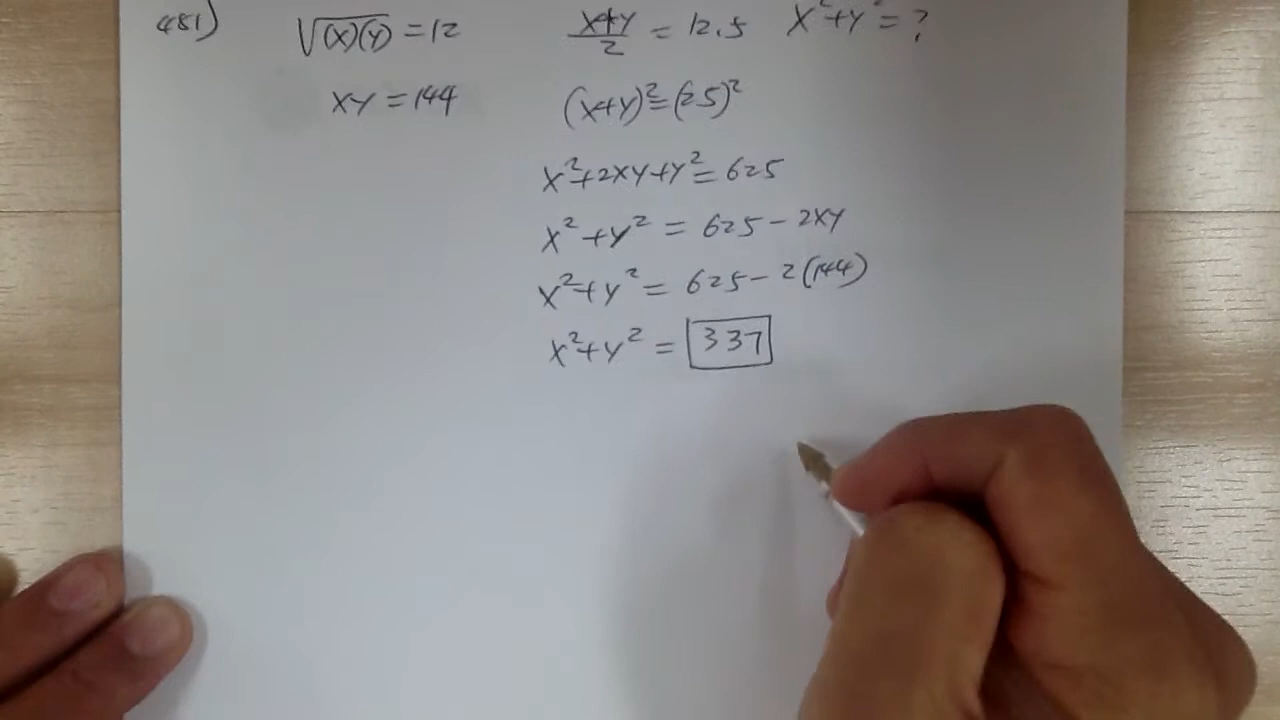 481) √(x)(y) = 12 x+y/2 = 12.5 x²+y² = ?
xy = 144 (x+y)² = (25)²
x²+2xy+y² = 625
x²+y² = 625 - 2xy
x²+y² = 625 - 2(144)
x²+y² = 337